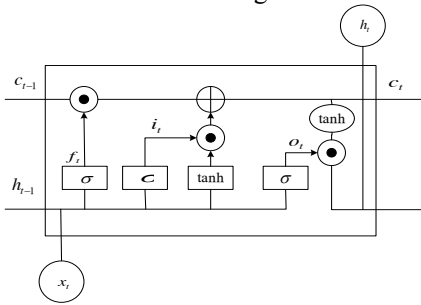 h_t
c_{t-1}
c_t
tanh
i_t
o_t
f_t
h_{t-1}
σ
c
tanh
σ
x_t